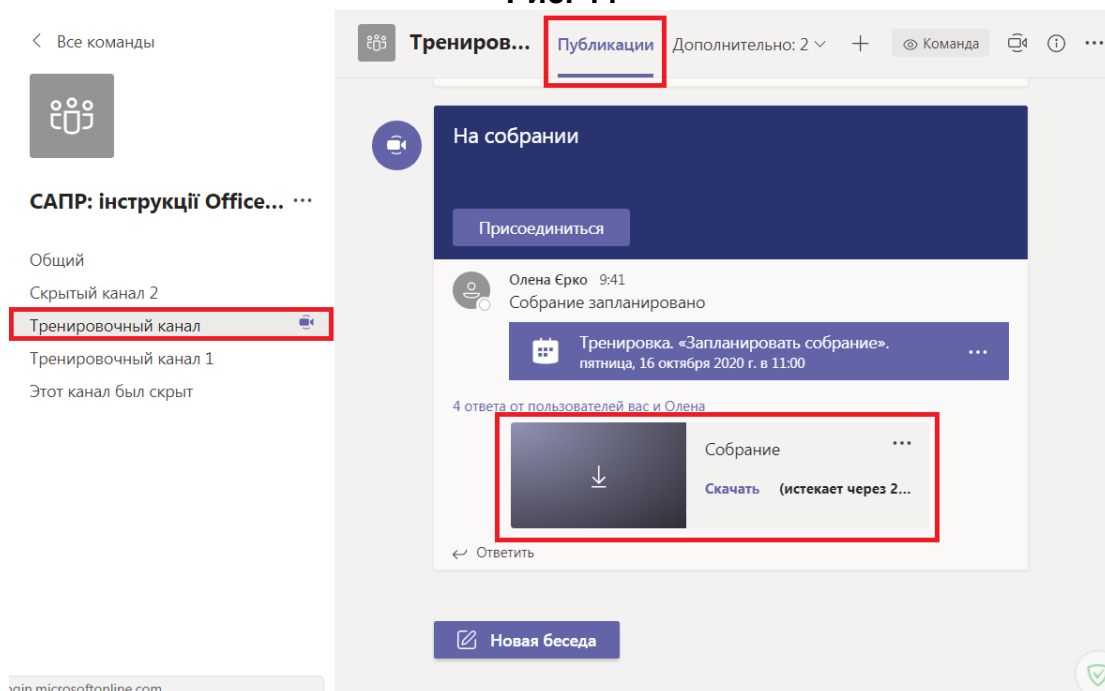 Все команды
САПР: інструкції Office... ...
Общий
Скрытый канал 2
Тренировочный канал
Тренировочный канал 1
Этот канал был скрыт
Трениров... Публикации Дополнительно: 2 Команда ...
На собрании
Присоединиться
Олена Єрко 9:41
Собрание запланировано
Тренировка. «Запланировать собрание». ...
пятница, 16 октября 2020 г. в 11:00
4 ответа от пользователей вас и Олена
Собрание ...
Скачать (истекает через 2...
Ответить
Новая беседа